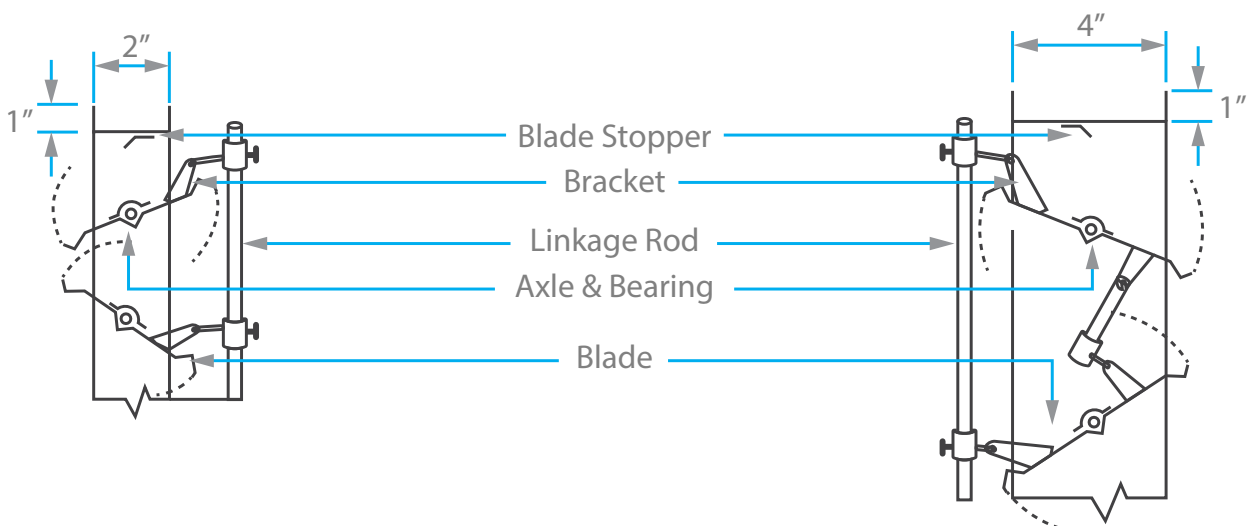 2”
4”
1”
1”
Blade Stopper
Bracket
Linkage Rod
Axle & Bearing
Blade